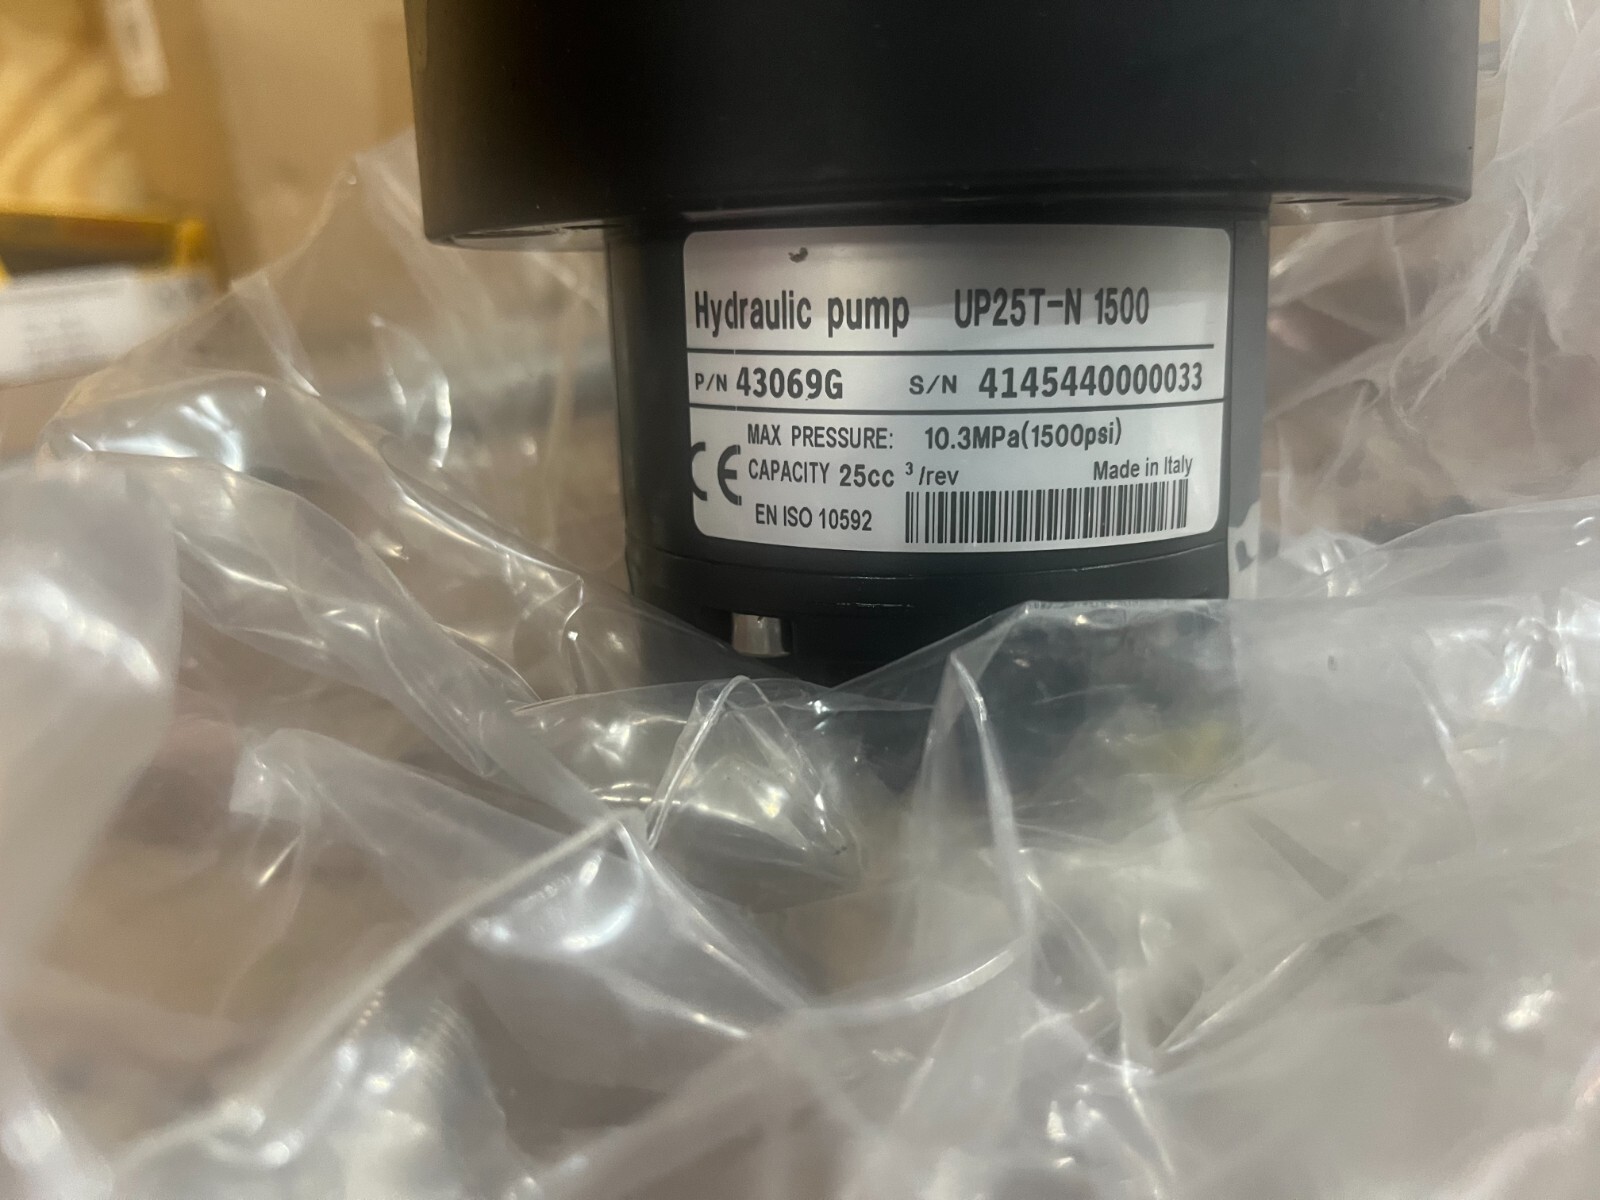 Hydraulic pump UP25T-N 1500
P/N 43069G S/N 4145440000033
MAX PRESSURE: 10.3MPa(1500psi)
CE CAPACITY 25cc ³/rev Made in Italy
EN ISO 10592